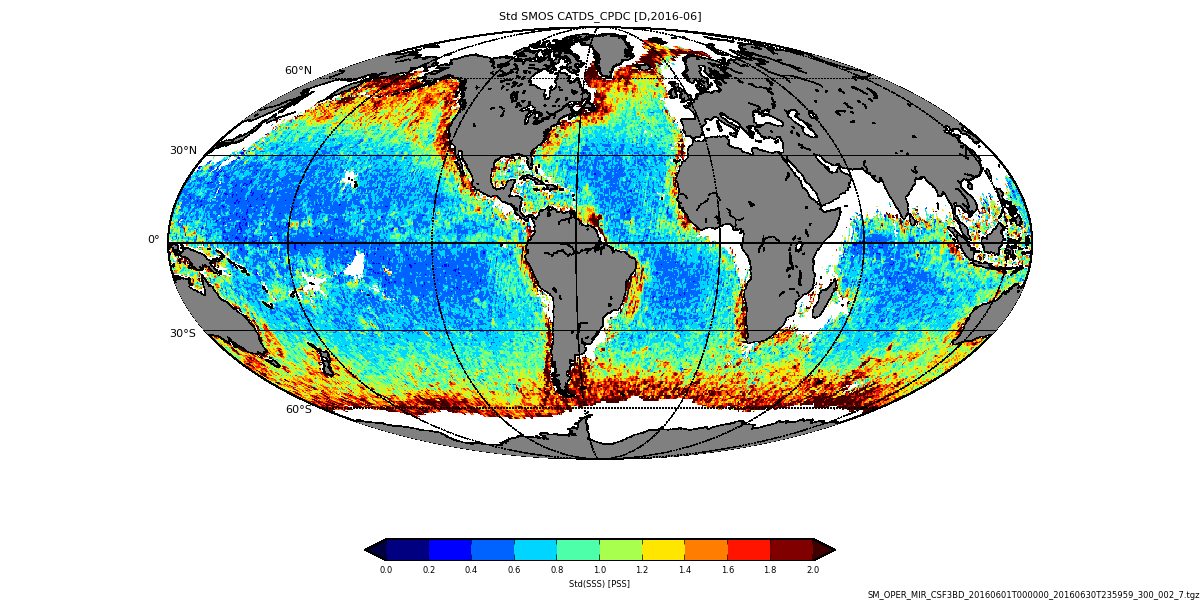 Std SMOS CATDS_CPDC [D,2016-06]
60°N
30°N
0°
30°S
60°S
0.0 0.2 0.4 0.6 0.8 1.0 1.2 1.4 1.6 1.8 2.0
Std(SSS) [PSS]
SM_OPER_MIR_CSF3BD_20160601T000000_20160630T235959_300_002_7.tgz